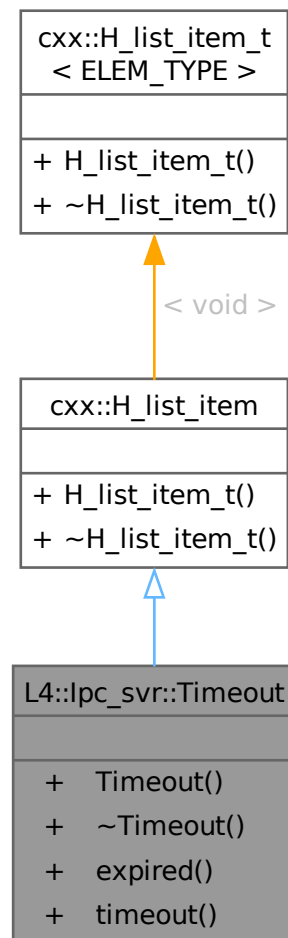 cxx::H_list_item_t
< ELEM_TYPE >
+ H_list_item_t()
+ ~H_list_item_t()
< void >
cxx::H_list_item
+ H_list_item_t()
+ ~H_list_item_t()
L4::Ipc_svr::Timeout
+ Timeout()
+ ~Timeout()
+ expired()
+ timeout()